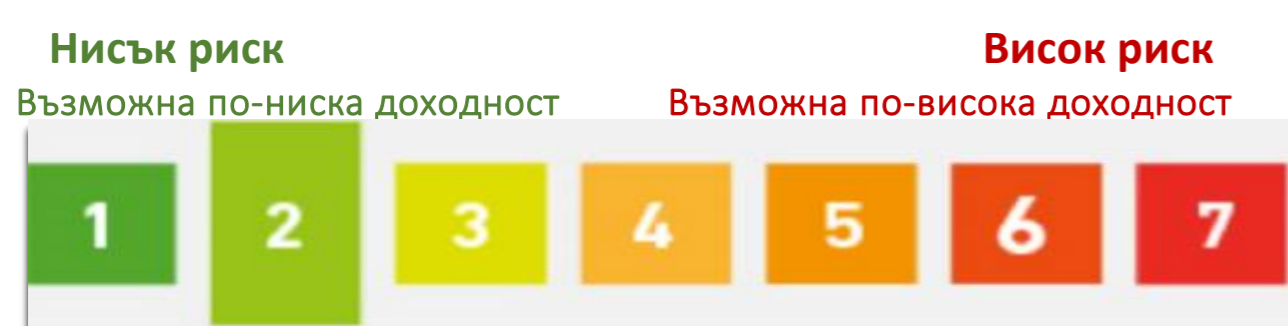 Нисък риск Висок риск
Възможна по-ниска доходност Възможна по-висока доходност
1 2 3 4 5 6 7